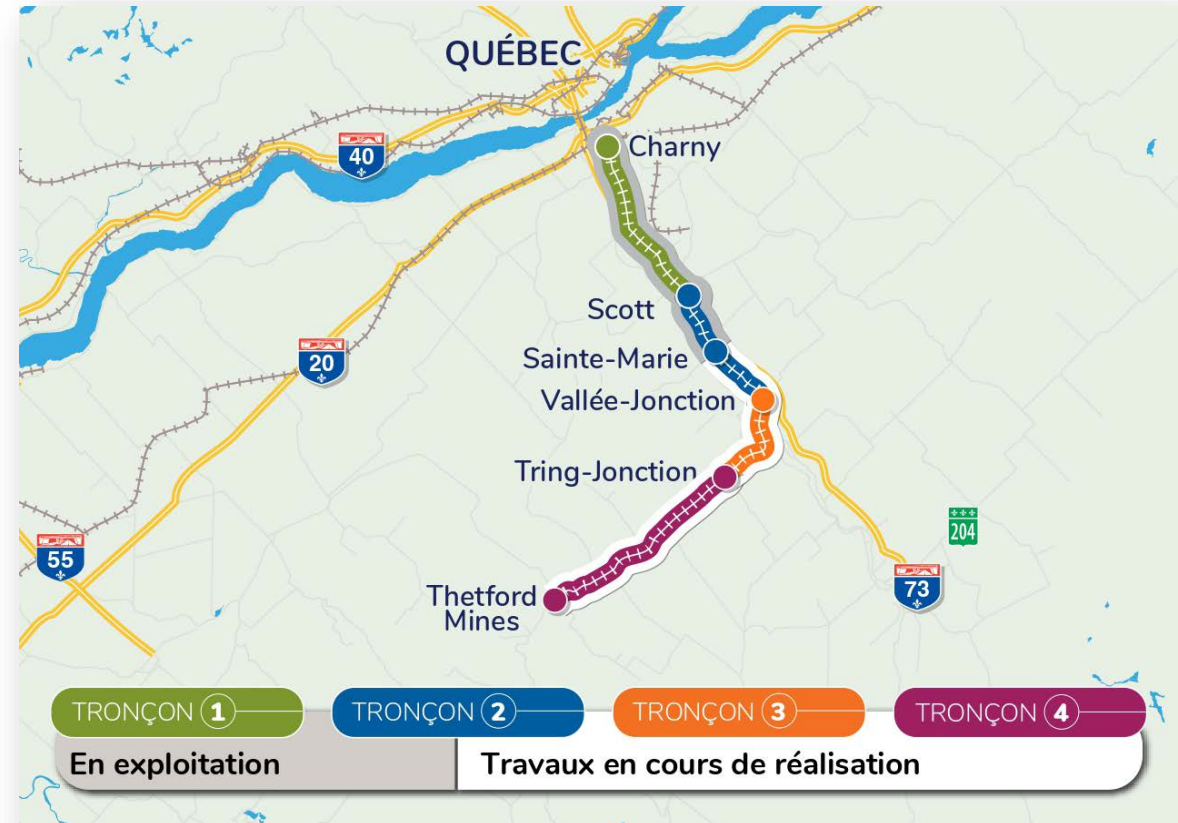 QUÉBEC
Charny
40
Scott
Sainte-Marie
20
Vallée-Jonction
Tring-Jonction
204
55
73
Thetford
Mines
TRONÇON 1
TRONÇON 2
TRONÇON 3
TRONÇON 4
En exploitation
Travaux en cours de réalisation